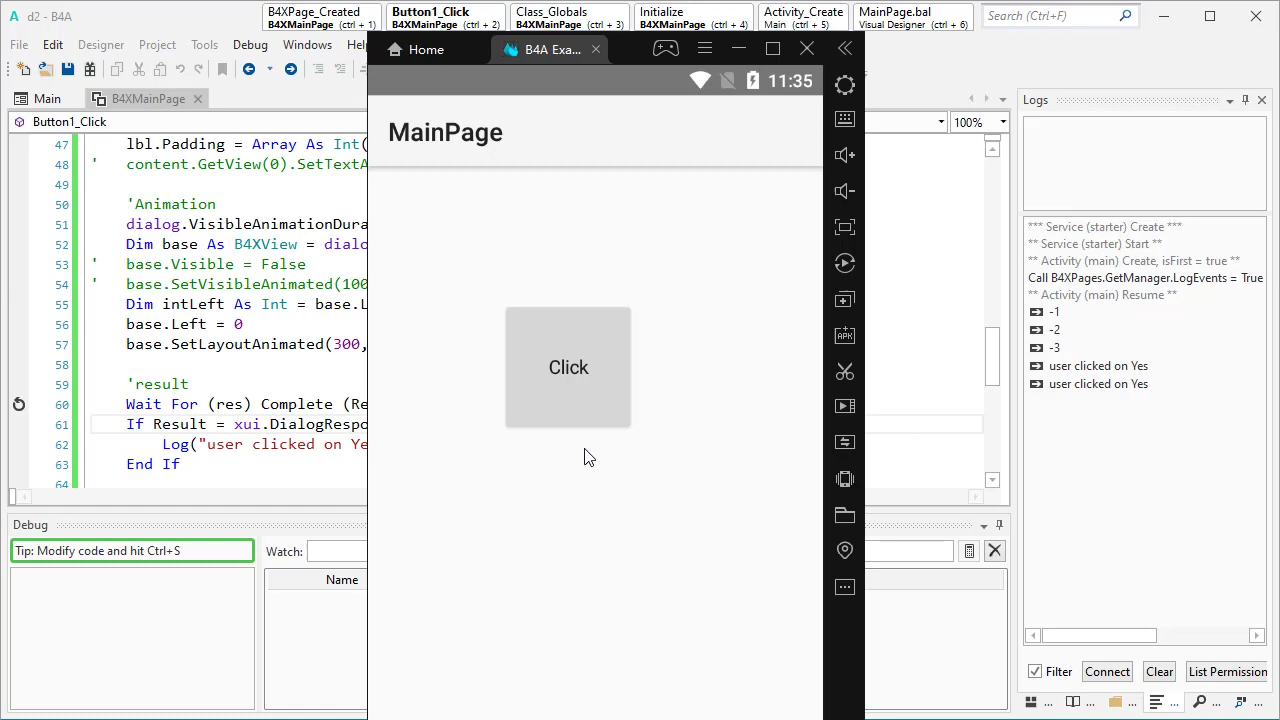 d2 - B4A
B4XPage_Created
B4XMainPage (ctrl + 1)
Button1_Click
B4XMainPage (ctrl + 2)
Class_Globals
B4XMainPage (ctrl + 3)
Initialize
B4XMainPage (ctrl + 4)
Activity_Create
Main (ctrl + 5)
MainPage.bal
Visual Designer (ctrl + 6)
Search (Ctrl+F)
File Edit Designer Project Tools Debug Windows
Home
B4A Exa...
11:35
MainPage
Click
Main
B4XMainPage
Button1_Click
100%
47 lbl.Padding = Array As Int(
48 ' content.GetView(0).SetTextA
49
50 'Animation
51 dialog.VisibleAnimationDura
52 Dim base As B4XView = dialo
53 ' base.Visible = False
54 ' base.SetVisibleAnimated(100
55 Dim intLeft As Int = base.L
56 base.Left = 0
57 base.SetLayoutAnimated(300,
58
59 'result
60 Wait For (res) Complete (Re
61 If Result = xui.DialogRespo
62 Log("user clicked on Ye
63 End If
64
Logs
*** Service (starter) Create ***
** Service (starter) Start **
** Activity (main) Create, isFirst = true **
Call B4XPages.GetManager.LogEvents = True
** Activity (main) Resume **
-1
-2
-3
user clicked on Yes
user clicked on Yes
APK
Debug
Tip: Modify code and hit Ctrl+S
Watch:
Name
Filter
Connect
Clear
List Permission